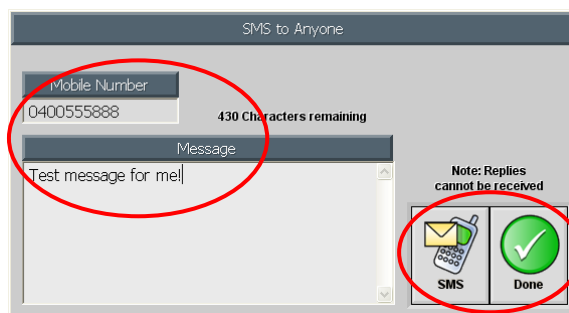 SMS to Anyone
Mobile Number
0400555888
430 Characters remaining
Message
Test message for me!
Note: Replies
cannot be received
SMS
Done